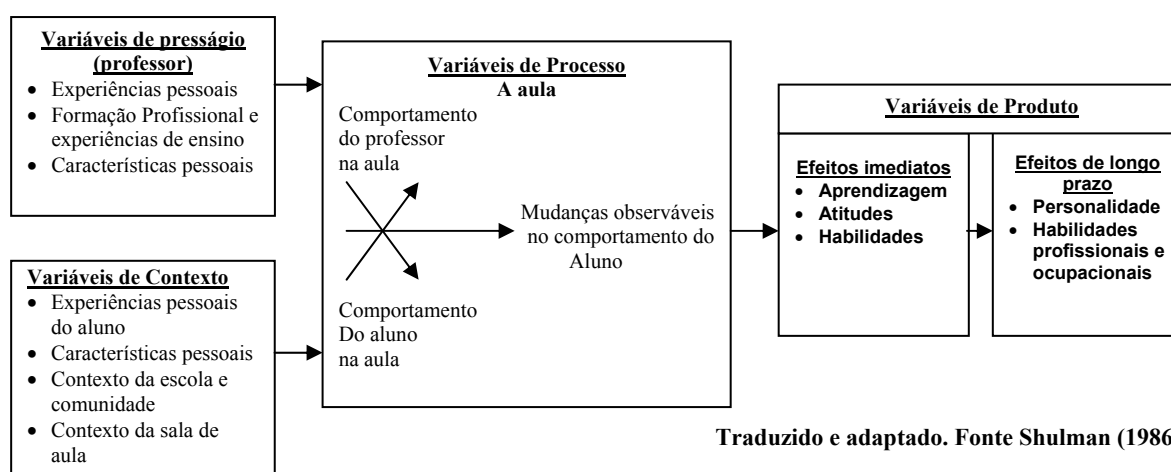 Variáveis de presságio
(professor)
• Experiências pessoais
• Formação Profissional e
experiências de ensino
• Características pessoais
Variáveis de Contexto
• Experiências pessoais
do aluno
• Características pessoais
• Contexto da escola e
comunidade
• Contexto da sala de
aula
Variáveis de Processo
A aula
Comportamento
do professor
na aula
Mudanças observáveis
no comportamento do
Aluno
Comportamento
Do aluno
na aula
Variáveis de Produto
Efeitos imediatos
• Aprendizagem
• Atitudes
• Habilidades
Efeitos de longo
prazo
• Personalidade
• Habilidades
profissionais e
ocupacionais
Traduzido e adaptado. Fonte Shulman (1986